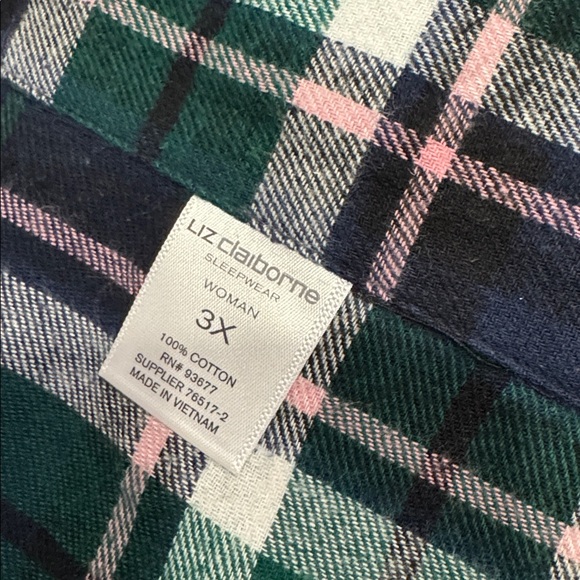 LIZ claiborne
SLEEPWEAR
WOMAN
3X
100% COTTON
RN# 93677
SUPPLIER 76517-2
MADE IN VIETNAM